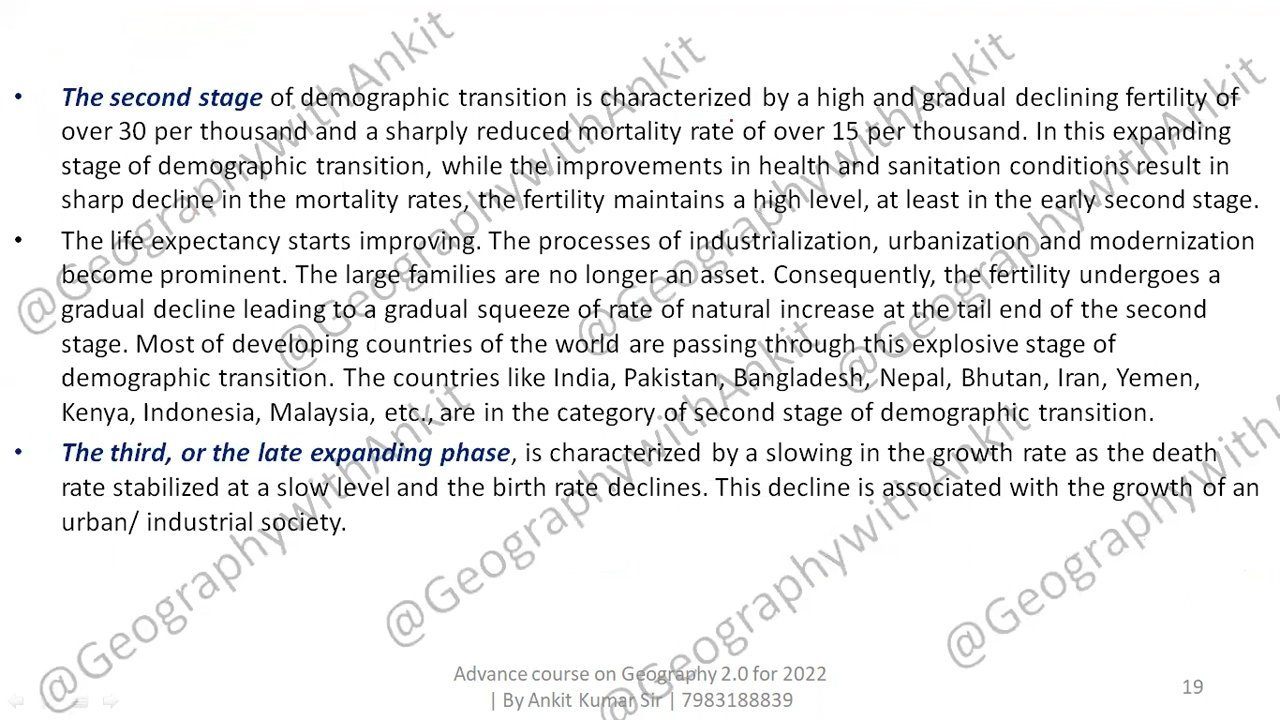 • The second stage of demographic transition is characterized by a high and gradual declining fertility of
over 30 per thousand and a sharply reduced mortality rate of over 15 per thousand. In this expanding
stage of demographic transition, while the improvements in health and sanitation conditions result in
sharp decline in the mortality rates, the fertility maintains a high level, at least in the early second stage.
• The life expectancy starts improving. The processes of industrialization, urbanization and modernization
become prominent. The large families are no longer an asset. Consequently, the fertility undergoes a
gradual decline leading to a gradual squeeze of rate of natural increase at the tail end of the second
stage. Most of developing countries of the world are passing through this explosive stage of
demographic transition. The countries like India, Pakistan, Bangladesh, Nepal, Bhutan, Iran, Yemen,
Kenya, Indonesia, Malaysia, etc., are in the category of second stage of demographic transition.
• The third, or the late expanding phase, is characterized by a slowing in the growth rate as the death
rate stabilized at a slow level and the birth rate declines. This decline is associated with the growth of an
urban/ industrial society.
@GeographywithAnkit
@GeographywithAnkit
@GeographywithAnkit
@GeographywithAnkit
@GeographywithAnkit
@GeographywithAnkit
@GeographywithAnkit
@GeographywithA
Advance course on Geography 2.0 for 2022
| By Ankit Kumar Sir | 7983188839
19